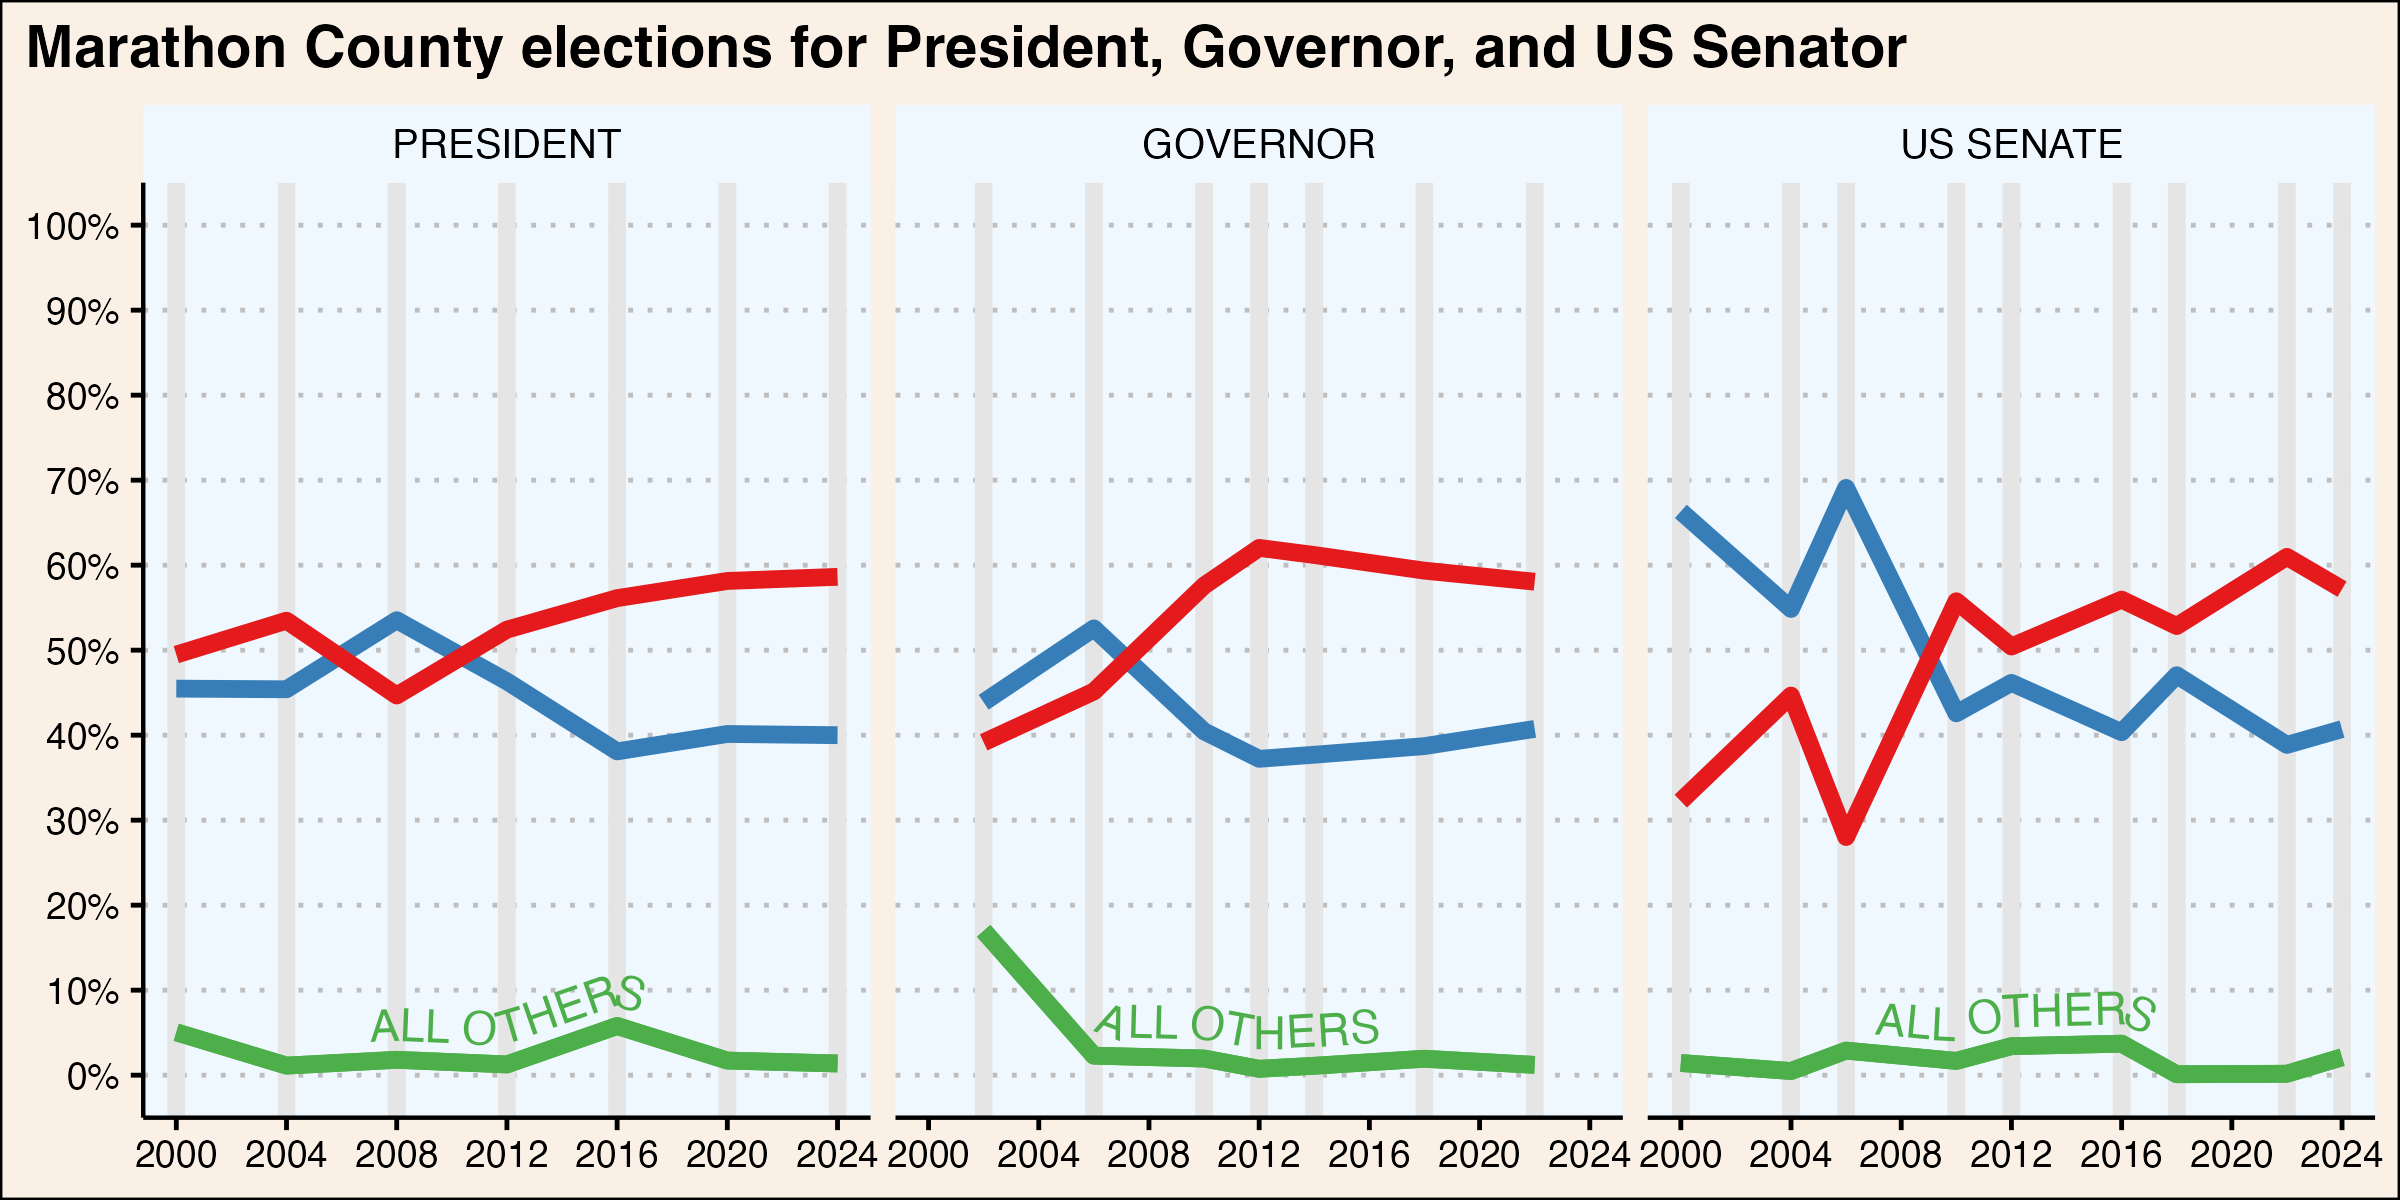 Marathon County elections for President, Governor, and US Senator
PRESIDENT
GOVERNOR
US SENATE
100%
90%
80%
70%
60%
50%
40%
30%
20%
10%
0%
ALL OTHERS
ALL OTHERS
ALL OTHERS
2000 2004 2008 2012 2016 2020 2024
2000 2004 2008 2012 2016 2020 2024
2000 2004 2008 2012 2016 2020 2024